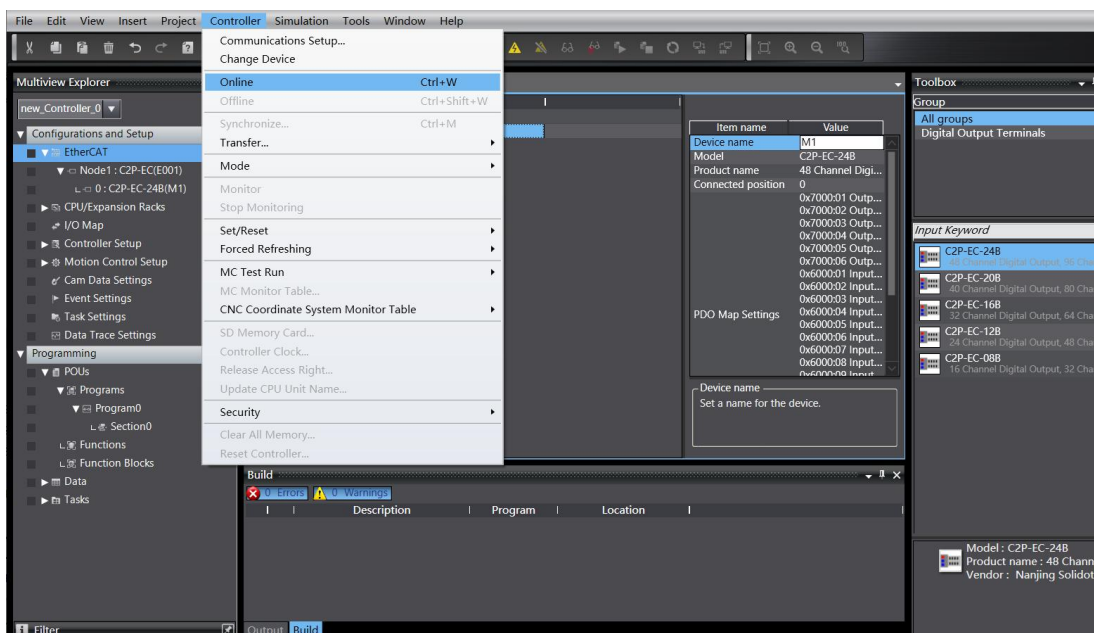 File Edit View Insert Project Controller Simulation Tools Window Help
Communications Setup...
Change Device
Online Ctrl+W
Offline Ctrl+Shift+W
Synchronize... Ctrl+M
Transfer...
Mode
Monitor
Stop Monitoring
Set/Reset
Forced Refreshing
MC Test Run
MC Monitor Table...
CNC Coordinate System Monitor Table
SD Memory Card...
Controller Clock...
Release Access Right...
Update CPU Unit Name...
Security
Clear All Memory...
Reset Controller...
Multiview Explorer
new_Controller_0
Configurations and Setup
EtherCAT
Node1 : C2P-EC(E001)
0 : C2P-EC-24B(M1)
CPU/Expansion Racks
I/O Map
Controller Setup
Motion Control Setup
Cam Data Settings
Event Settings
Task Settings
Data Trace Settings
Programming
POUs
Programs
Program0
Section0
Functions
Function Blocks
Data
Tasks
Filter
Item name Value
Device name M1
Model C2P-EC-24B
Product name 48 Channel Digi...
Connected position 0
0x7000:01 Outp...
0x7000:02 Outp...
0x7000:03 Outp...
0x7000:04 Outp...
0x7000:05 Outp...
0x7000:06 Outp...
0x6000:01 Input...
0x6000:02 Input...
0x6000:03 Input...
PDO Map Settings 0x6000:04 Input...
0x6000:05 Input...
0x6000:06 Input...
0x6000:07 Input...
0x6000:08 Input...
0x6000:09 Input
Device name
Set a name for the device.
Build
0 Errors 0 Warnings
Description Program Location
Output Build
Toolbox
Group
All groups
Digital Output Terminals
Input Keyword
C2P-EC-24B
48 Channel Digital Output, 96 Cha
C2P-EC-20B
40 Channel Digital Output, 80 Cha
C2P-EC-16B
32 Channel Digital Output, 64 Cha
C2P-EC-12B
24 Channel Digital Output, 48 Cha
C2P-EC-08B
16 Channel Digital Output, 32 Cha
Model : C2P-EC-24B
Product name : 48 Chann
Vendor : Nanjing Solidot